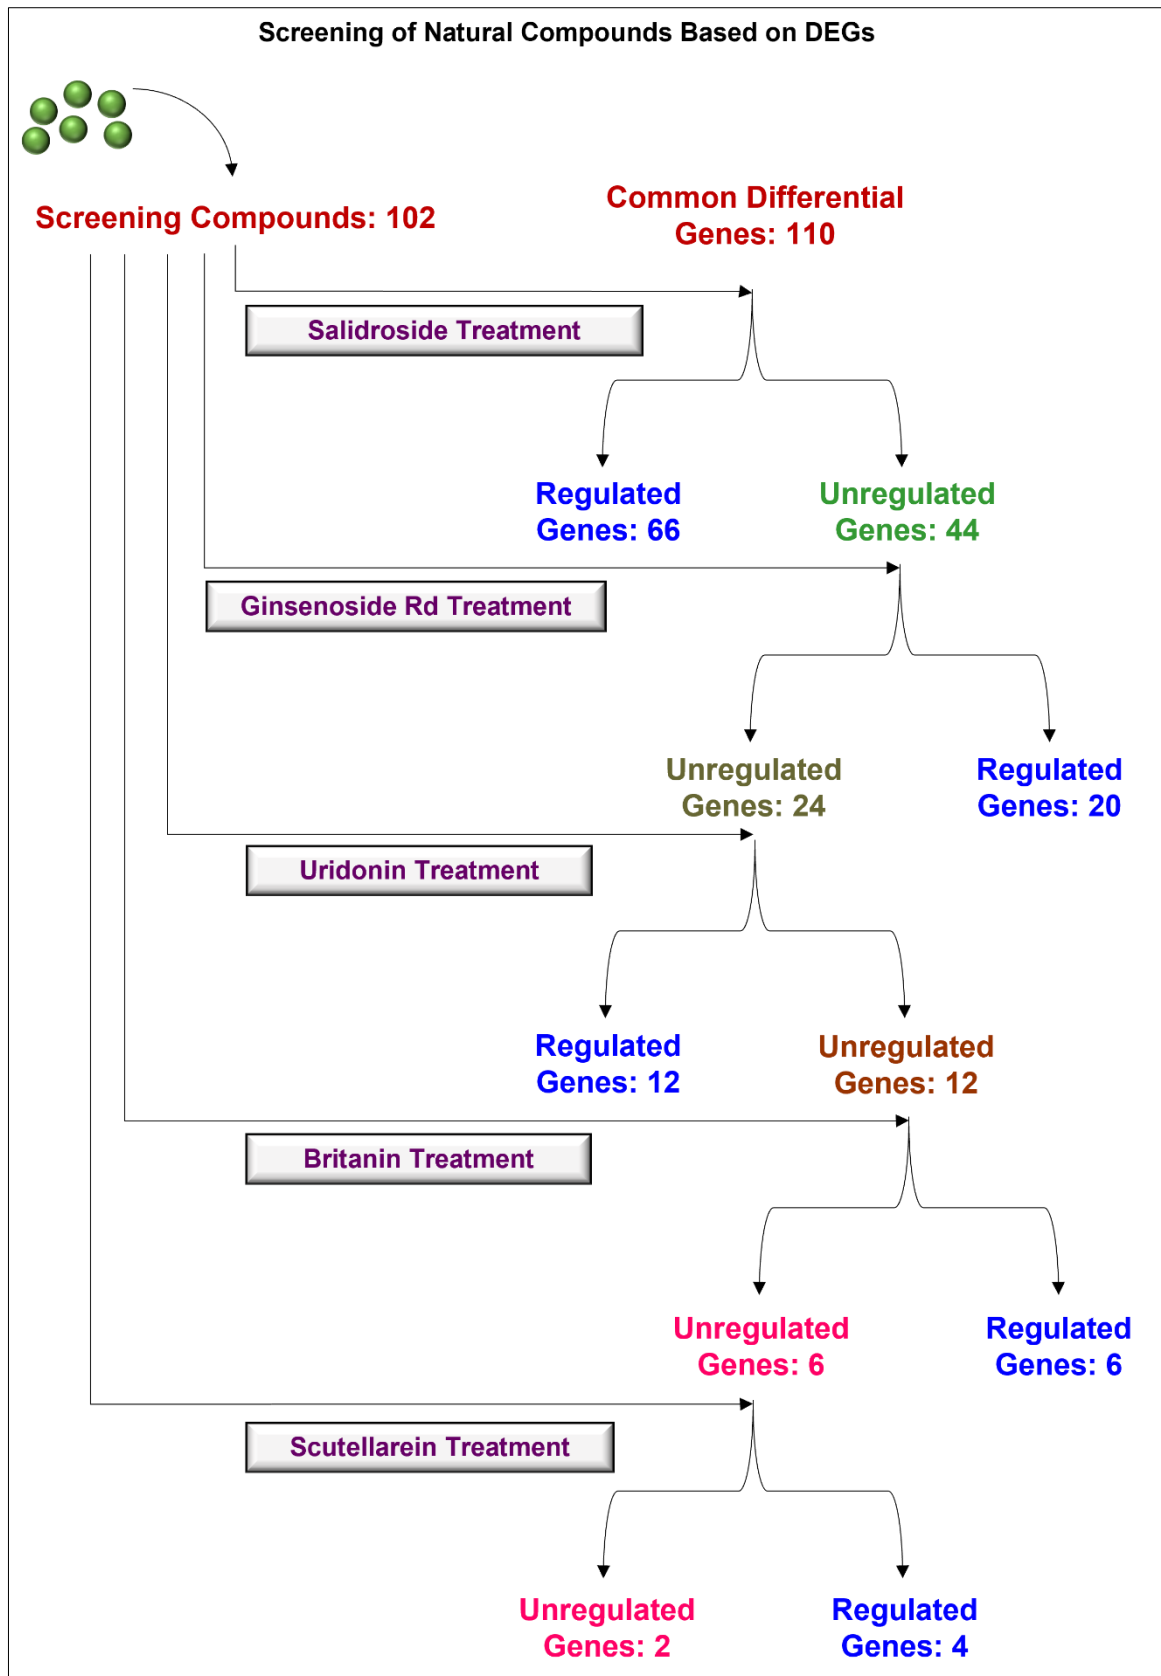 Screening of Natural Compounds Based on DEGs
Screening Compounds: 102
Common Differential
Genes: 110
Salidroside Treatment
Regulated
Genes: 66
Unregulated
Genes: 44
Ginsenoside Rd Treatment
Unregulated
Genes: 24
Regulated
Genes: 20
Uridonin Treatment
Regulated
Genes: 12
Unregulated
Genes: 12
Britanin Treatment
Unregulated
Genes: 6
Regulated
Genes: 6
Scutellarein Treatment
Unregulated
Genes: 2
Regulated
Genes: 4